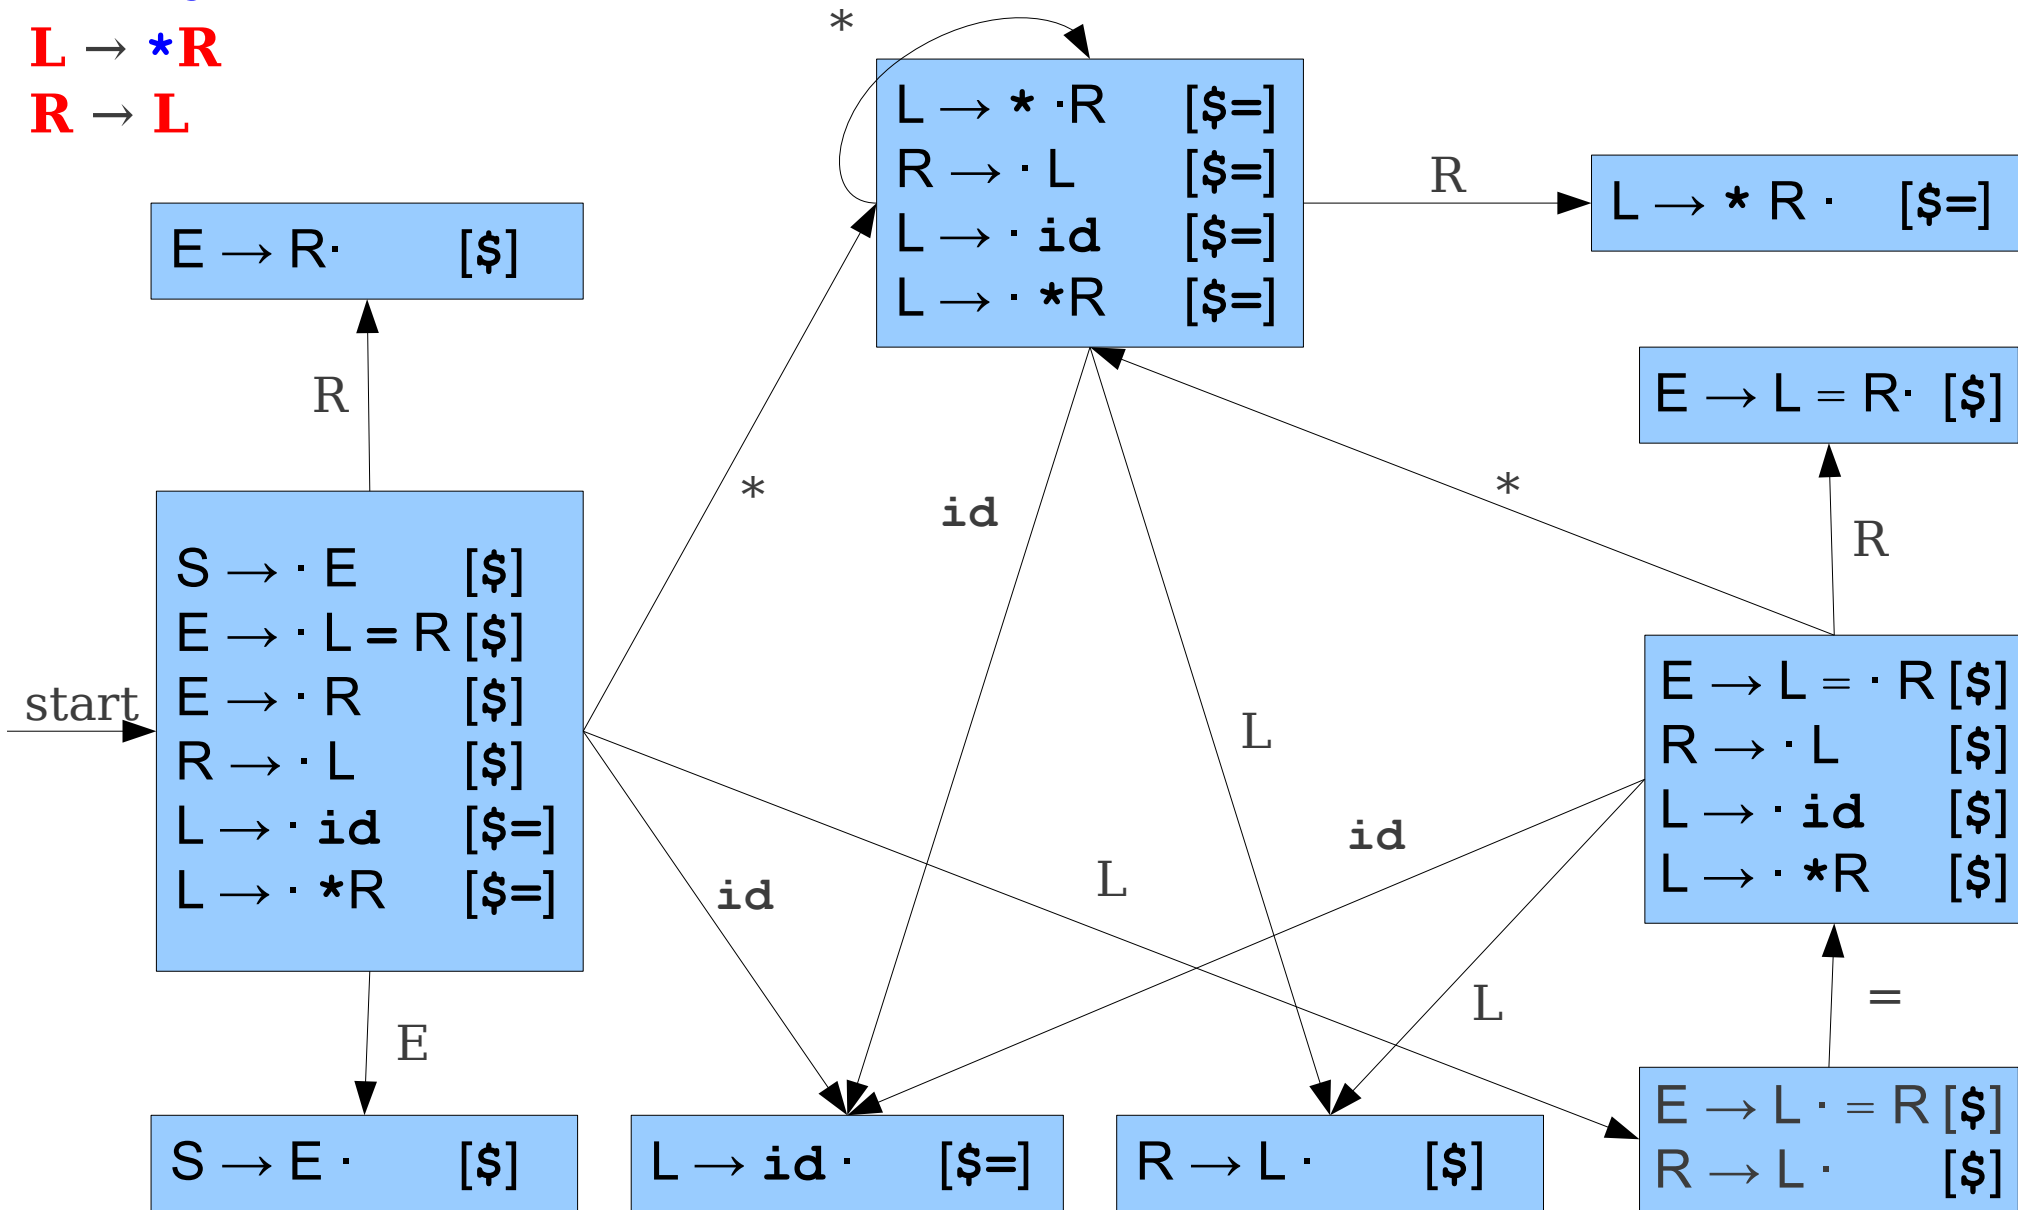 L → *R
R → L
*
L → * ·R [$=]
R → · L [$=]
L → · id [$=]
L → · *R [$=]
R
L → * R · [$=]
E → R· [$]
R
E → L = R· [$]
R
*
*
id
S → · E [$]
E → · L = R [$]
E → · R [$]
R → · L [$]
L → · id [$=]
L → · *R [$=]
start
E → L = · R [$]
R → · L [$]
L → · id [$]
L → · *R [$]
L
id
L
id
L
=
E
S → E · [$]
L → id · [$=]
R → L · [$]
E → L · = R [$]
R → L · [$]